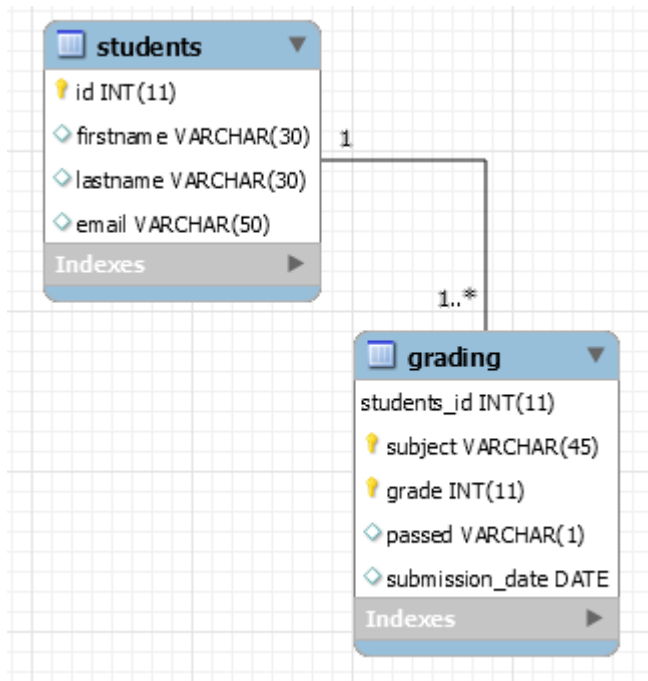 students
id INT(11)
firstname VARCHAR(30)
lastname VARCHAR(30)
email VARCHAR(50)
Indexes
1
1..*
grading
students_id INT(11)
subject VARCHAR(45)
grade INT(11)
passed VARCHAR(1)
submission_date DATE
Indexes